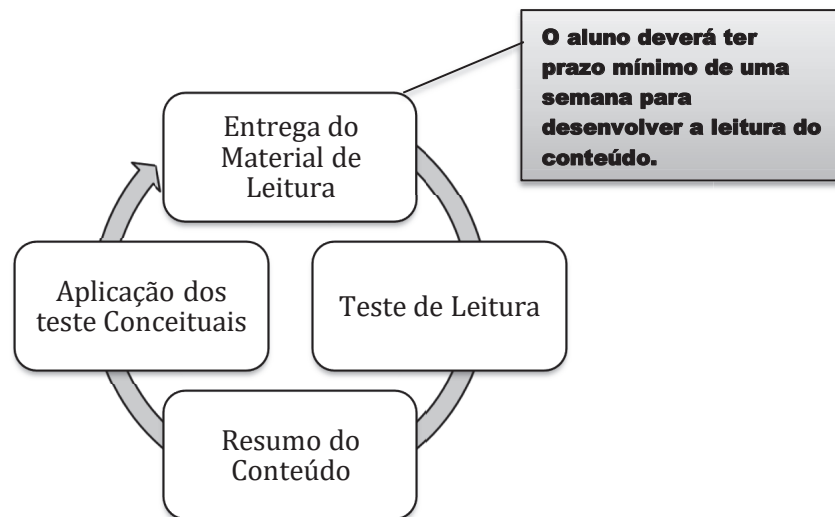 O aluno deverá ter
prazo mínimo de uma
semana para
desenvolver a leitura do
conteúdo.
Entrega do
Material de
Leitura
Teste de Leitura
Resumo do
Conteúdo
Aplicação dos
teste Conceituais